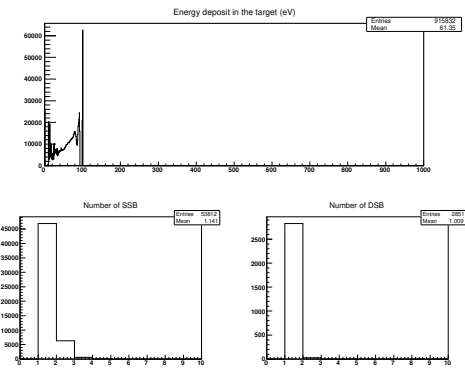 Energy deposit in the target (eV)
Entries 915832
Mean 61.35
60000
50000
40000
30000
20000
10000
0
0 100 200 300 400 500 600 700 800 900 1000
Number of SSB
Entries 53812
Mean 1.141
45000
40000
35000
30000
25000
20000
15000
10000
5000
0
0 1 2 3 4 5 6 7 8 9 10
Number of DSB
Entries 2851
Mean 1.009
2500
2000
1500
1000
500
0
0 1 2 3 4 5 6 7 8 9 10